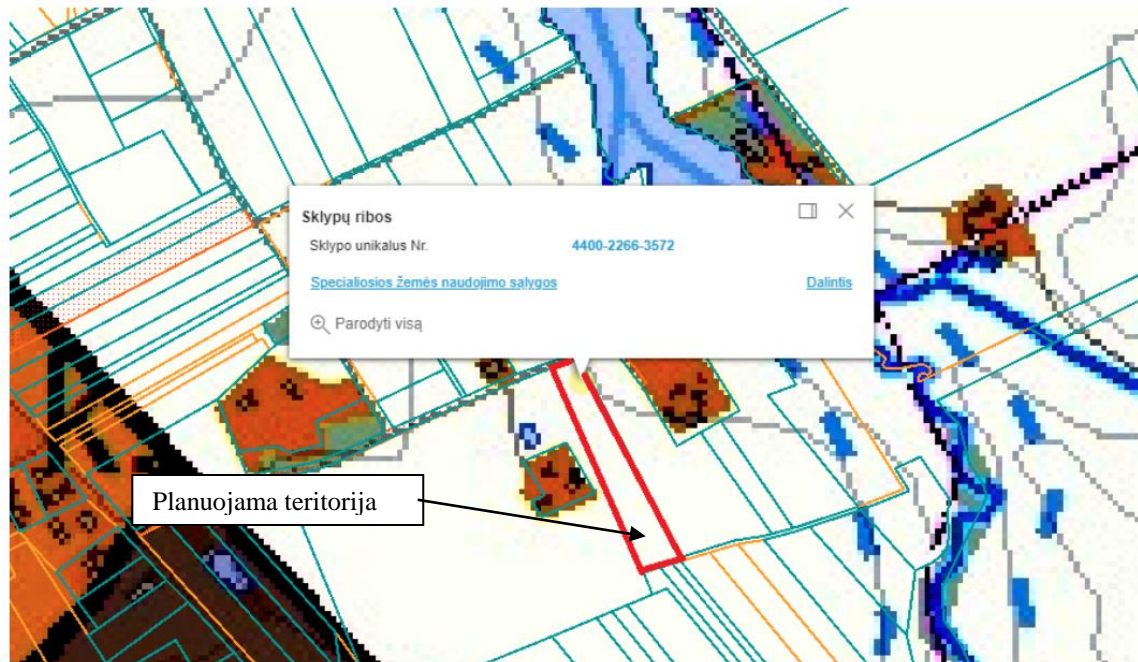 Sklypų ribos
Sklypo unikalus Nr. 4400-2266-3572
Specialiosios žemės naudojimo sąlygos Dalintis
Parodyti visą
Planuojama teritorija